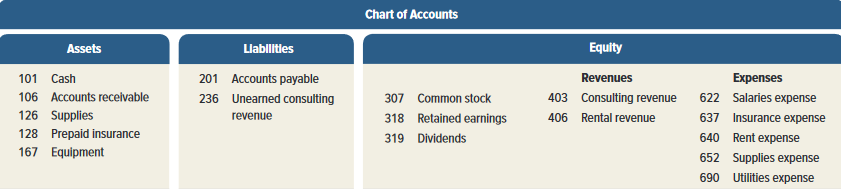 Chart of Accounts
Assets
101 Cash
106 Accounts receivable
126 Supplies
128 Prepaid insurance
167 Equipment
Liabilities
201 Accounts payable
236 Unearned consulting
revenue
Equity
307 Common stock
318 Retained earnings
319 Dividends
Revenues
403 Consulting revenue
406 Rental revenue
Expenses
622 Salaries expense
637 Insurance expense
640 Rent expense
652 Supplies expense
690 Utilities expense